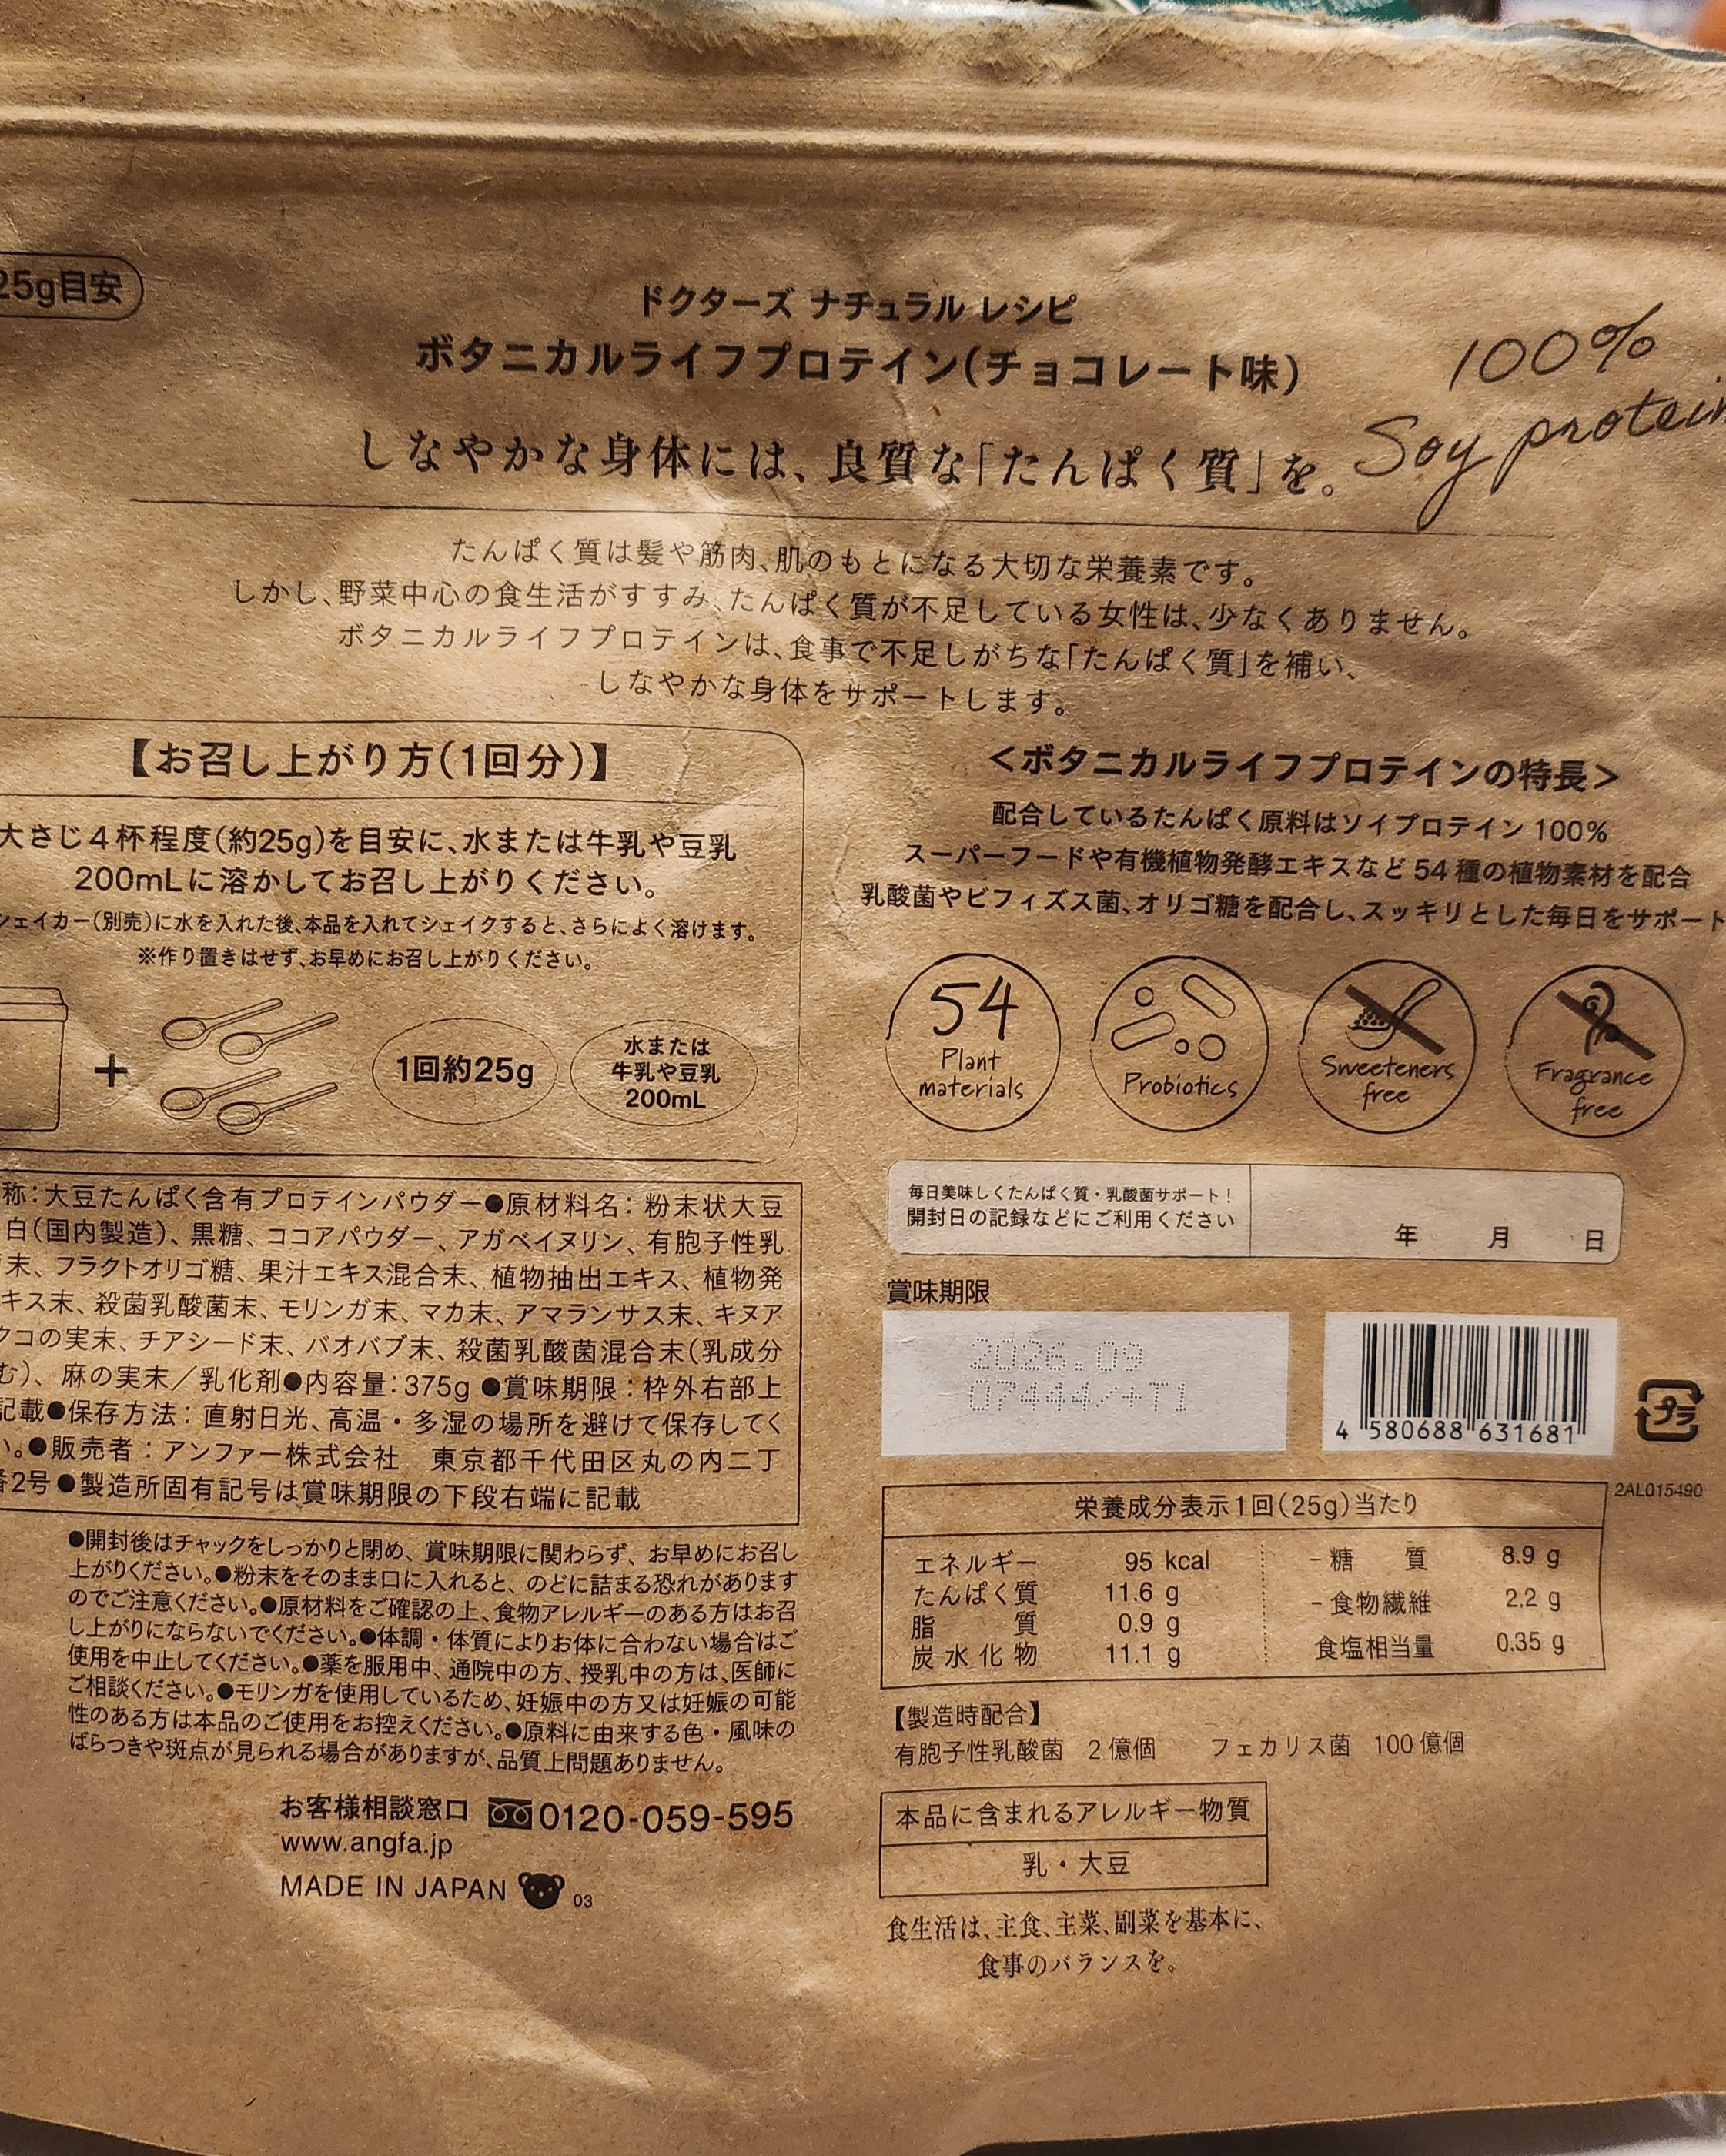 25g目安
ドクターズ ナチュラル レシピ
ボタニカルライフプロテイン(チョコレート味)
100%
Soy protein
しなやかな身体には、良質な「たんぱく質」を。
たんぱく質は髪や筋肉、肌のもとになる大切な栄養素です。
しかし、野菜中心の食生活がすすみ、たんぱく質が不足している女性は、少なくありません。
ボタニカルライフプロテインは、食事で不足しがちな「たんぱく質」を補い、
しなやかな身体をサポートします。
【お召し上がり方(1回分)】
大さじ4杯程度(約25g)を目安に、水または牛乳や豆乳
200mLに溶かしてお召し上がりください。
シェイカー(別売)に水を入れた後、本品を入れてシェイクすると、さらによく溶けます。
※作り置きはせず、お早めにお召し上がりください。
+
1回約25g
水または
牛乳や豆乳
200mL
称:大豆たんぱく含有プロテインパウダー●原材料名:粉末状大豆
白(国内製造)、黒糖、ココアパウダー、アガベイヌリン、有胞子性乳
末、フラクトオリゴ糖、果汁エキス混合末、植物抽出エキス、植物発
キス末、殺菌乳酸菌末、モリンガ末、マカ末、アマランサス末、キヌア
クコの実末、チアシード末、バオバブ末、殺菌乳酸菌混合末(乳成分
む)、麻の実末/乳化剤●内容量:375g ●賞味期限:枠外右部上
記載●保存方法:直射日光、高温・多湿の場所を避けて保存してく
い。●販売者:アンファー株式会社 東京都千代田区丸の内二丁
番2号●製造所固有記号は賞味期限の下段右端に記載
●開封後はチャックをしっかりと閉め、賞味期限に関わらず、お早めにお召し
上がりください。●粉末をそのまま口に入れると、のどに詰まる恐れがあります
のでご注意ください。●原材料をご確認の上、食物アレルギーのある方はお召
し上がりにならないでください。●体調・体質によりお体に合わない場合はご
使用を中止してください。●薬を服用中、通院中の方、授乳中の方は、医師に
ご相談ください。●モリンガを使用しているため、妊娠中の方又は妊娠の可能
性のある方は本品のご使用をお控えください。●原料に由来する色・風味の
ばらつきや斑点が見られる場合がありますが、品質上問題ありません。
お客様相談窓口 0120-059-595
www.angfa.jp
MADE IN JAPAN 03
<ボタニカルライフプロテインの特長>
配合しているたんぱく原料はソイプロテイン 100%
スーパーフードや有機植物発酵エキスなど 54 種の植物素材を配合
乳酸菌やビフィズス菌、オリゴ糖を配合し、スッキリとした毎日をサポート
54
Plant
materials
Probiotics
Sweeteners
free
Fragrance
free
毎日美味しくたんぱく質・乳酸菌サポート!
開封日の記録などにご利用ください
年 月 日
賞味期限
2026.09
07444/+T1
4 580688 631681
プラ
2AL015490
栄養成分表示1回(25g)当たり
エネルギー 95 kcal
たんぱく質 11.6 g
脂 質 0.9 g
炭水化物 11.1 g
- 糖 質 8.9 g
- 食物繊維 2.2 g
食塩相当量 0.35 g
【製造時配合】
有胞子性乳酸菌 2億個 フェカリス菌 100億個
本品に含まれるアレルギー物質
乳・大豆
食生活は、主食、主菜、副菜を基本に、
食事のバランスを。